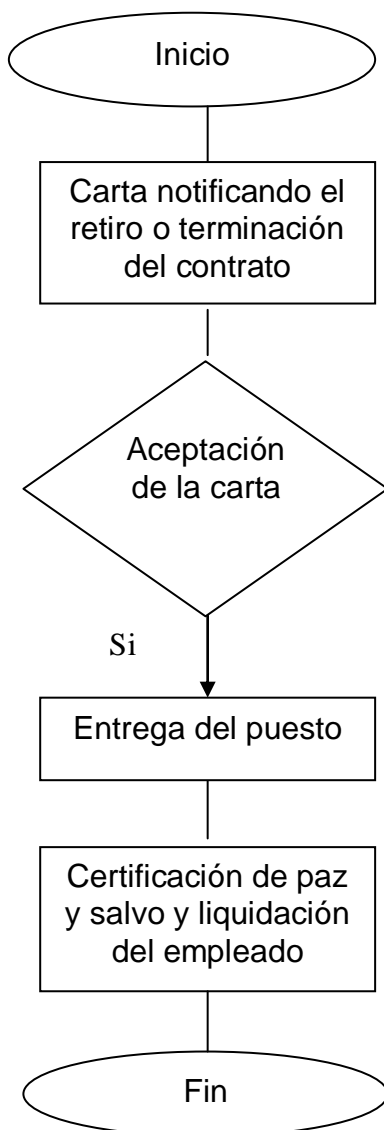 Inicio
Carta notificando el
retiro o terminación
del contrato
Aceptación
de la carta
Si
Entrega del puesto
Certificación de paz
y salvo y liquidación
del empleado
Fin